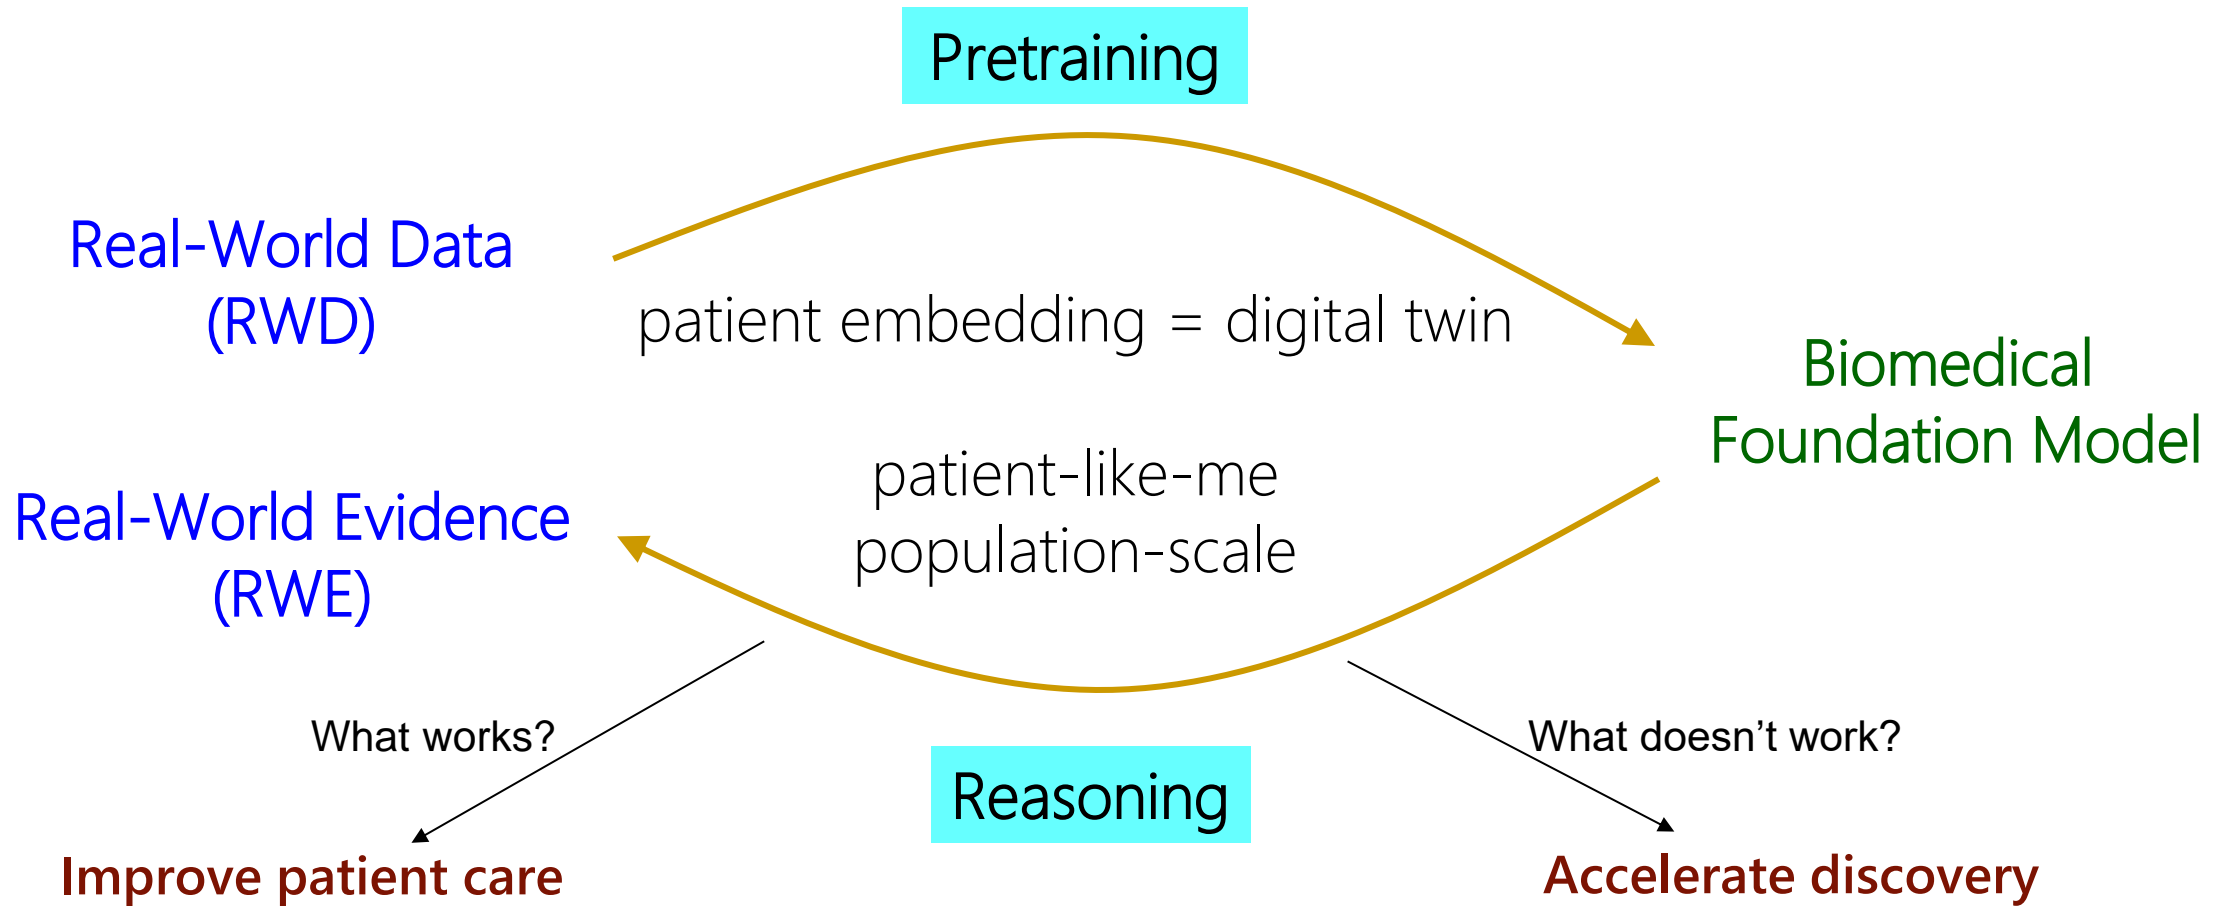 Pretraining
Real-World Data
(RWD)
patient embedding = digital twin
Biomedical
Foundation Model
patient-like-me
population-scale
Real-World Evidence
(RWE)
What works?
What doesn’t work?
Reasoning
Improve patient care
Accelerate discovery